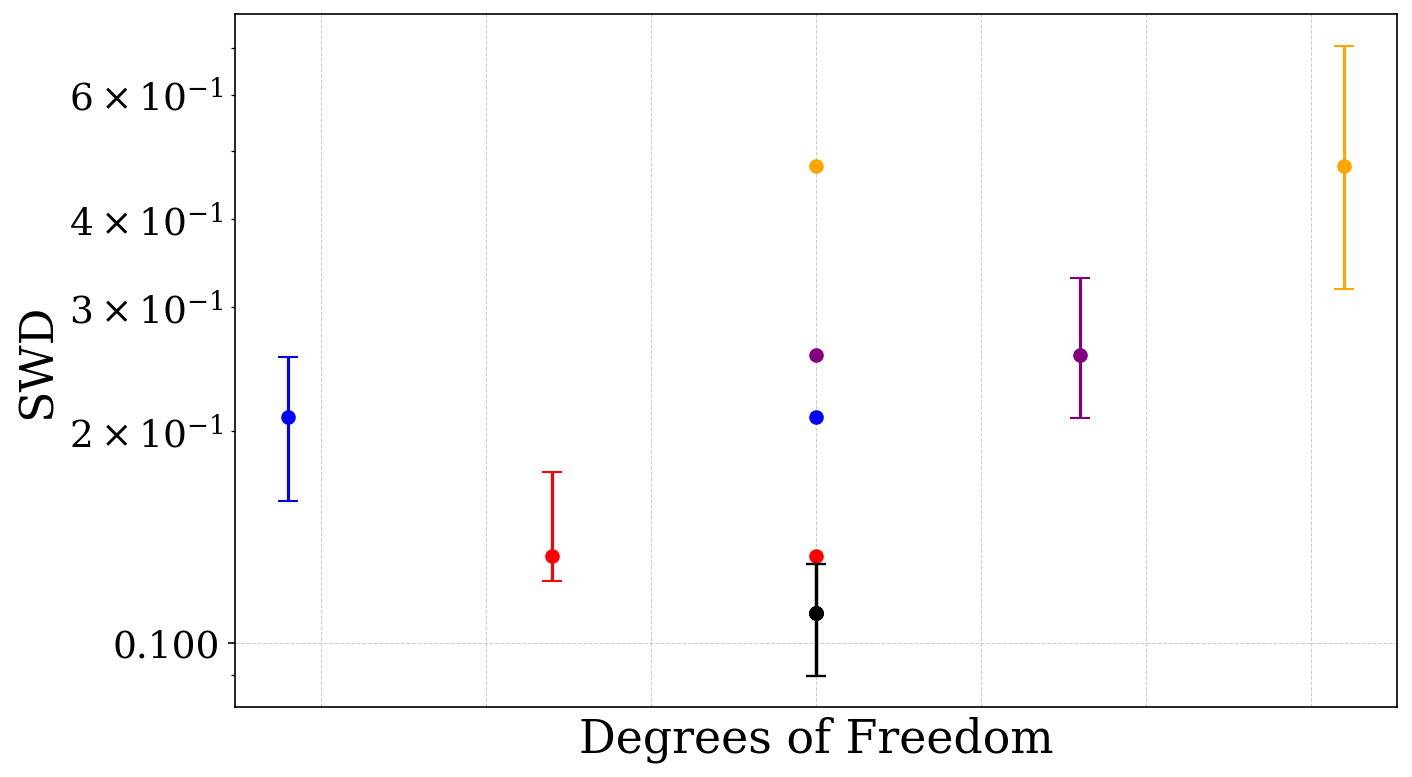 6 × 10⁻¹
4 × 10⁻¹
3 × 10⁻¹
2 × 10⁻¹
0.100
SWD
Degrees of Freedom